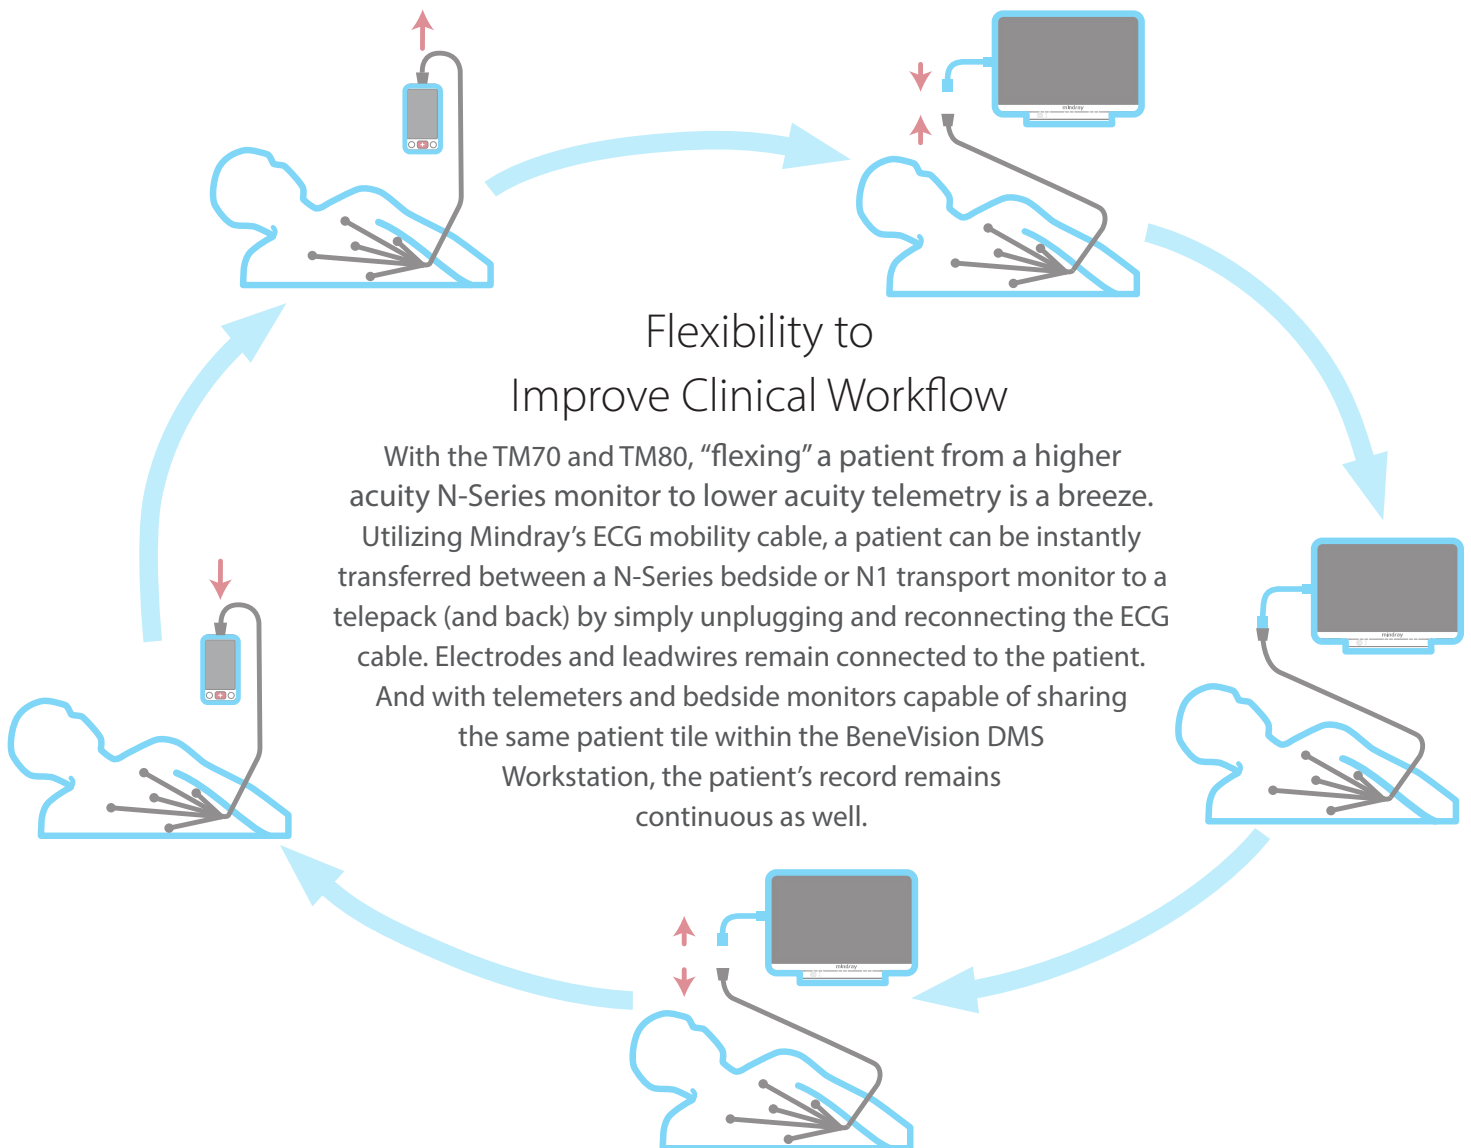 mindray
Flexibility to
Improve Clinical Workflow
With the TM70 and TM80, “flexing” a patient from a higher
acuity N-Series monitor to lower acuity telemetry is a breeze.
Utilizing Mindray’s ECG mobility cable, a patient can be instantly
transferred between a N-Series bedside or N1 transport monitor to a
telepack (and back) by simply unplugging and reconnecting the ECG
cable. Electrodes and leadwires remain connected to the patient.
And with telemeters and bedside monitors capable of sharing
the same patient tile within the BeneVision DMS
Workstation, the patient’s record remains
continuous as well.
mindray
mindray